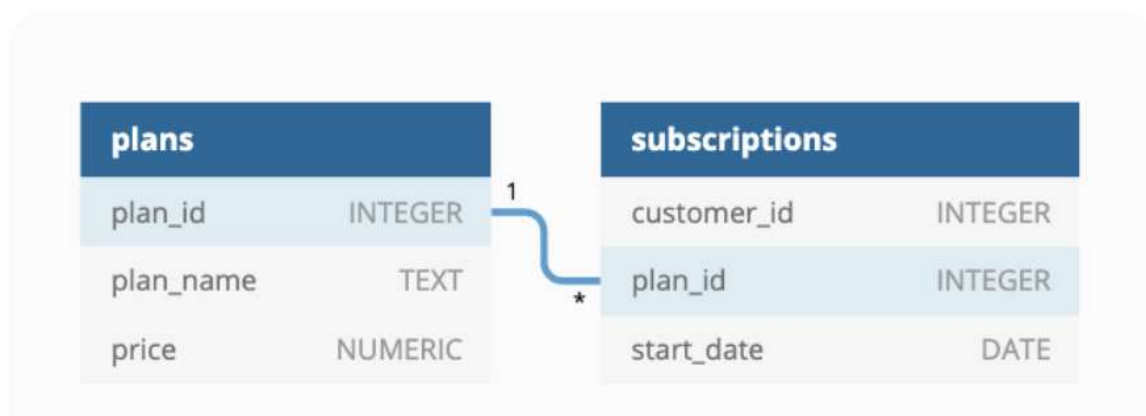 plans
plan_id INTEGER
plan_name TEXT
price NUMERIC
1
*
subscriptions
customer_id INTEGER
plan_id INTEGER
start_date DATE